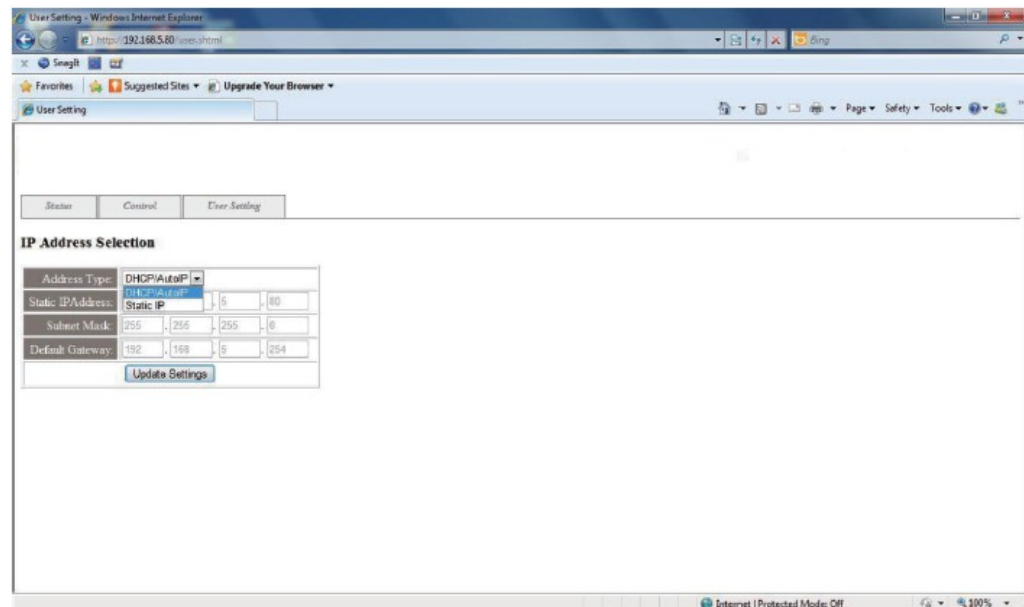 User Setting - Windows Internet Explorer
http://192.168.5.80/user.shtml
Bing
x SnagIt
Favorites Suggested Sites Upgrade Your Browser
User Setting Page Safety Tools
Status Control User Setting
IP Address Selection
Address Type: DHCP/AutoIP
DHCP/AutoIP
Static IP
Static IPAddress: . 5 . 80
Subnet Mask: 255 . 255 . 255 . 0
Default Gateway: 192 . 168 . 5 . 254
Update Settings
Internet | Protected Mode: Off 100%